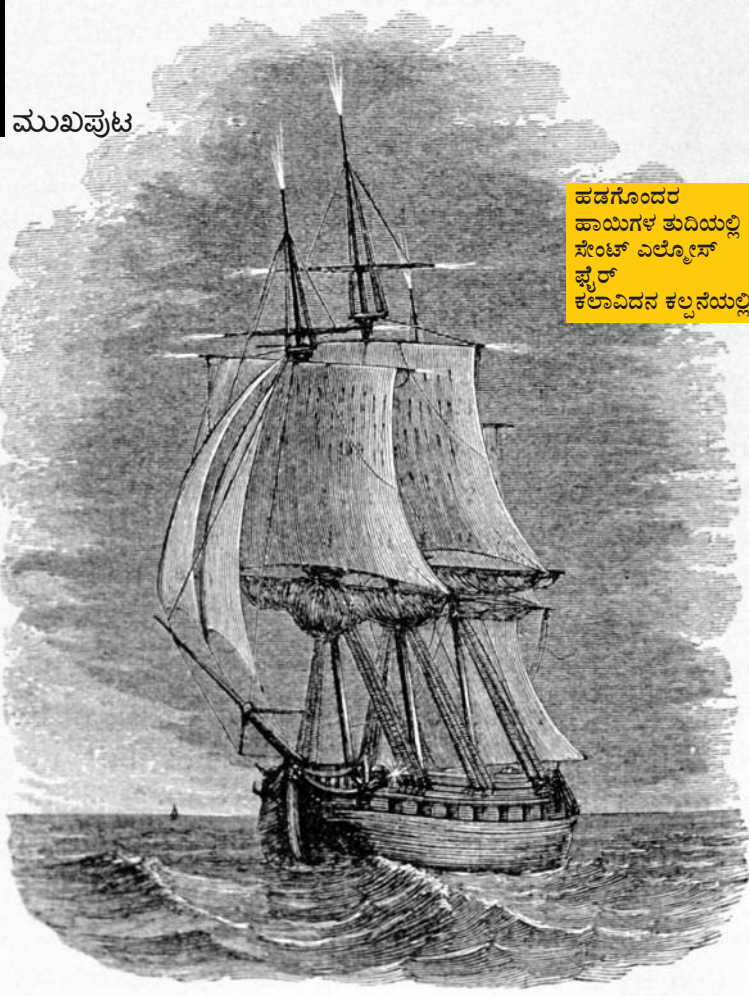 ಮುಖಪುಟ
ಹಡಗೊಂದರ
ಹಾಯಿಗಳ ತುದಿಯಲ್ಲಿ
ಸೇಂಟ್ ಎಲ್ಮೋಸ್
ಫೈರ್
ಕಲಾವಿದನ ಕಲ್ಪನೆಯಲ್ಲಿ